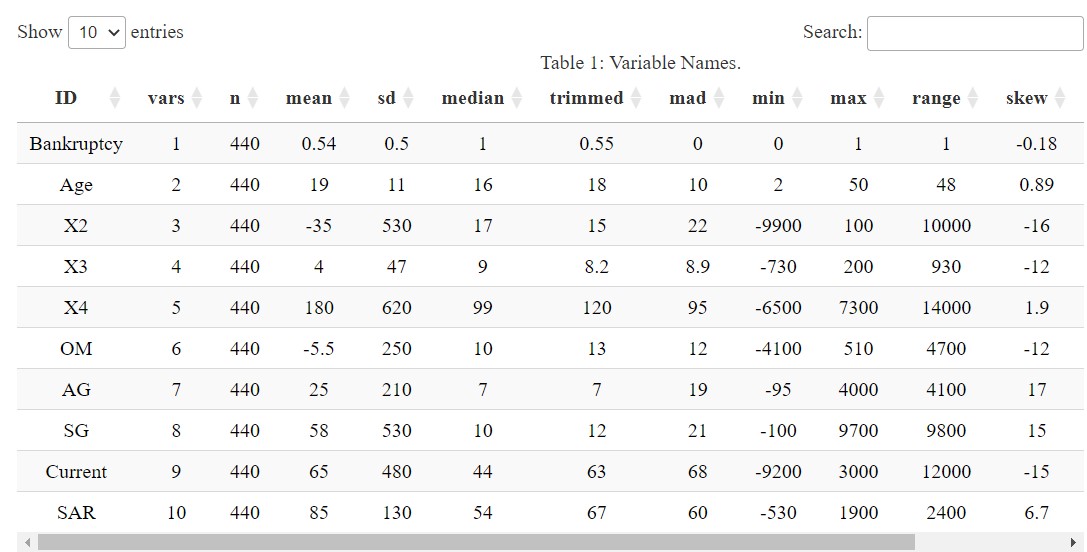 Show 10 entries Search:
Table 1: Variable Names.
ID vars n mean sd median trimmed mad min max range skew
Bankruptcy 1 440 0.54 0.5 1 0.55 0 0 1 1 -0.18
Age 2 440 19 11 16 18 10 2 50 48 0.89
X2 3 440 -35 530 17 15 22 -9900 100 10000 -16
X3 4 440 4 47 9 8.2 8.9 -730 200 930 -12
X4 5 440 180 620 99 120 95 -6500 7300 14000 1.9
OM 6 440 -5.5 250 10 13 12 -4100 510 4700 -12
AG 7 440 25 210 7 7 19 -95 4000 4100 17
SG 8 440 58 530 10 12 21 -100 9700 9800 15
Current 9 440 65 480 44 63 68 -9200 3000 12000 -15
SAR 10 440 85 130 54 67 60 -530 1900 2400 6.7